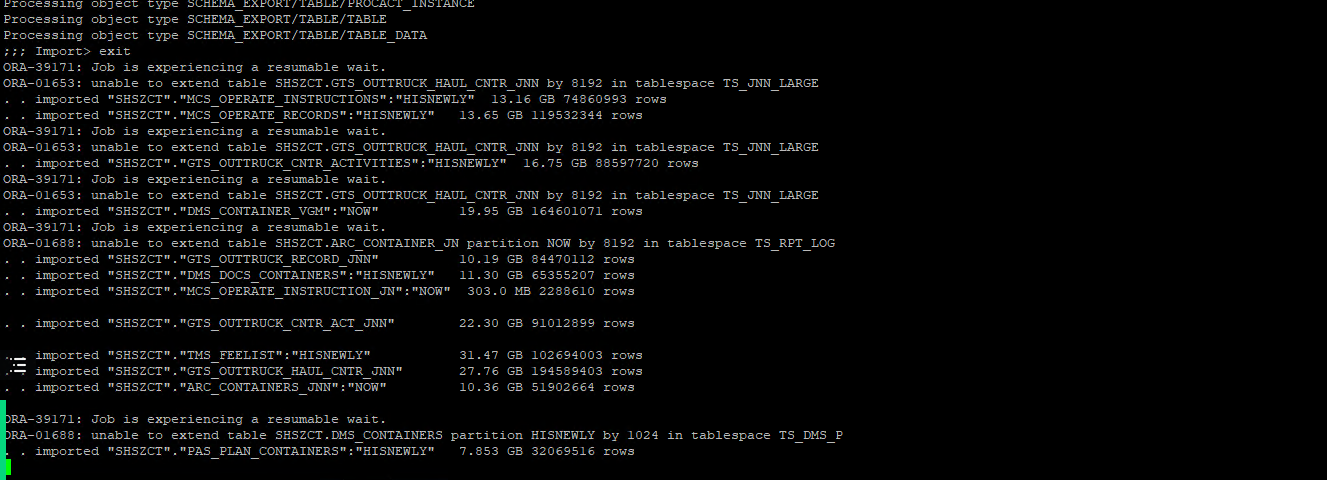 Processing object type SCHEMA_EXPORT/TABLE/PROCACT_INSTANCE
Processing object type SCHEMA_EXPORT/TABLE/TABLE
Processing object type SCHEMA_EXPORT/TABLE/TABLE_DATA
;;; Import> exit
ORA-39171: Job is experiencing a resumable wait.
ORA-01653: unable to extend table SHSZCT.GTS_OUTTRUCK_HAUL_CNTR_JNN by 8192 in tablespace TS_JNN_LARGE
. . imported "SHSZCT"."MCS_OPERATE_INSTRUCTIONS":"HISNEWLY"  13.16 GB 74860993 rows
. . imported "SHSZCT"."MCS_OPERATE_RECORDS":"HISNEWLY"   13.65 GB 119532344 rows
ORA-39171: Job is experiencing a resumable wait.
ORA-01653: unable to extend table SHSZCT.GTS_OUTTRUCK_HAUL_CNTR_JNN by 8192 in tablespace TS_JNN_LARGE
. . imported "SHSZCT"."GTS_OUTTRUCK_CNTR_ACTIVITIES":"HISNEWLY"  16.75 GB 88597720 rows
ORA-39171: Job is experiencing a resumable wait.
ORA-01653: unable to extend table SHSZCT.GTS_OUTTRUCK_HAUL_CNTR_JNN by 8192 in tablespace TS_JNN_LARGE
. . imported "SHSZCT"."DMS_CONTAINER_VGM":"NOW"          19.95 GB 164601071 rows
ORA-39171: Job is experiencing a resumable wait.
ORA-01688: unable to extend table SHSZCT.ARC_CONTAINER_JN partition NOW by 8192 in tablespace TS_RPT_LOG
. . imported "SHSZCT"."GTS_OUTTRUCK_RECORD_JNN"          10.19 GB 84470112 rows
. . imported "SHSZCT"."DMS_DOCS_CONTAINERS":"HISNEWLY"   11.30 GB 65355207 rows
. . imported "SHSZCT"."MCS_OPERATE_INSTRUCTION_JN":"NOW"  303.0 MB 2288610 rows
. . imported "SHSZCT"."GTS_OUTTRUCK_CNTR_ACT_JNN"        22.30 GB 91012899 rows
. . imported "SHSZCT"."TMS_FEELIST":"HISNEWLY"           31.47 GB 102694003 rows
. . imported "SHSZCT"."GTS_OUTTRUCK_HAUL_CNTR_JNN"       27.76 GB 194589403 rows
. . imported "SHSZCT"."ARC_CONTAINERS_JNN":"NOW"         10.36 GB 51902664 rows
ORA-39171: Job is experiencing a resumable wait.
ORA-01688: unable to extend table SHSZCT.DMS_CONTAINERS partition HISNEWLY by 1024 in tablespace TS_DMS_P
. . imported "SHSZCT"."PAS_PLAN_CONTAINERS":"HISNEWLY"   7.853 GB 32069516 rows